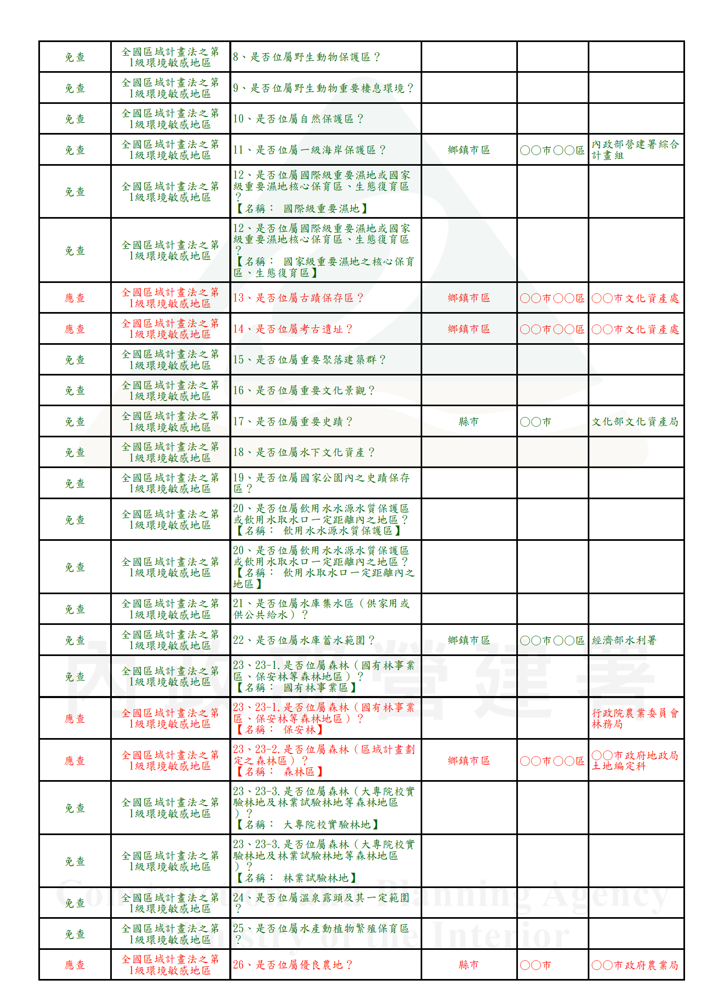 免查
全國區域計畫法之第
1級環境敏感地區
8、是否位屬野生動物保護區？
免查
全國區域計畫法之第
1級環境敏感地區
9、是否位屬野生動物重要棲息環境？
免查
全國區域計畫法之第
1級環境敏感地區
10、是否位屬自然保護區？
免查
全國區域計畫法之第
1級環境敏感地區
11、是否位屬一級海岸保護區？
鄉鎮市區
○○市○○區
內政部營建署綜合
計畫組
免查
全國區域計畫法之第
1級環境敏感地區
12、是否位屬國際級重要濕地或國家
級重要濕地核心保育區、生態復育區
？
【名稱： 國際級重要濕地】
免查
全國區域計畫法之第
1級環境敏感地區
12、是否位屬國際級重要濕地或國家
級重要濕地核心保育區、生態復育區
？
【名稱： 國家級重要濕地之核心保育
區、生態復育區】
應查
全國區域計畫法之第
1級環境敏感地區
13、是否位屬古蹟保存區？
鄉鎮市區
○○市○○區
○○市文化資產處
應查
全國區域計畫法之第
1級環境敏感地區
14、是否位屬考古遺址？
鄉鎮市區
○○市○○區
○○市文化資產處
免查
全國區域計畫法之第
1級環境敏感地區
15、是否位屬重要聚落建築群？
免查
全國區域計畫法之第
1級環境敏感地區
16、是否位屬重要文化景觀？
免查
全國區域計畫法之第
1級環境敏感地區
17、是否位屬重要史蹟？
縣市
○○市
文化部文化資產局
免查
全國區域計畫法之第
1級環境敏感地區
18、是否位屬水下文化資產？
免查
全國區域計畫法之第
1級環境敏感地區
19、是否位屬國家公園內之史蹟保存
區？
免查
全國區域計畫法之第
1級環境敏感地區
20、是否位屬飲用水水源水質保護區
或飲用水取水口一定距離內之地區？
【名稱： 飲用水水源水質保護區】
免查
全國區域計畫法之第
1級環境敏感地區
20、是否位屬飲用水水源水質保護區
或飲用水取水口一定距離內之地區？
【名稱： 飲用水取水口一定距離內之
地區】
免查
全國區域計畫法之第
1級環境敏感地區
21、是否位屬水庫集水區（供家用或
供公共給水）？
免查
全國區域計畫法之第
1級環境敏感地區
22、是否位屬水庫蓄水範圍？
鄉鎮市區
○○市○○區
經濟部水利署
免查
全國區域計畫法之第
1級環境敏感地區
23、23-1.是否位屬森林（國有林事業
區、保安林等森林地區）？
【名稱： 國有林事業區】
應查
全國區域計畫法之第
1級環境敏感地區
23、23-1.是否位屬森林（國有林事業
區、保安林等森林地區）？
【名稱： 保安林】
行政院農業委員會
林務局
應查
全國區域計畫法之第
1級環境敏感地區
23、23-2.是否位屬森林（區域計畫劃
定之森林區）？
【名稱： 森林區】
鄉鎮市區
○○市○○區
○○市政府地政局
土地編定科
免查
全國區域計畫法之第
1級環境敏感地區
23、23-3.是否位屬森林（大專院校實
驗林地及林業試驗林地等森林地區
）？
【名稱： 大專院校實驗林地】
免查
全國區域計畫法之第
1級環境敏感地區
23、23-3.是否位屬森林（大專院校實
驗林地及林業試驗林地等森林地區
）？
【名稱： 林業試驗林地】
免查
全國區域計畫法之第
1級環境敏感地區
24、是否位屬溫泉露頭及其一定範圍
？
免查
全國區域計畫法之第
1級環境敏感地區
25、是否位屬水產動植物繁殖保育區
？
應查
全國區域計畫法之第
1級環境敏感地區
26、是否位屬優良農地？
縣市
○○市
○○市政府農業局
內政部營建署
Construction and Planning Agency
Ministry of the Interior